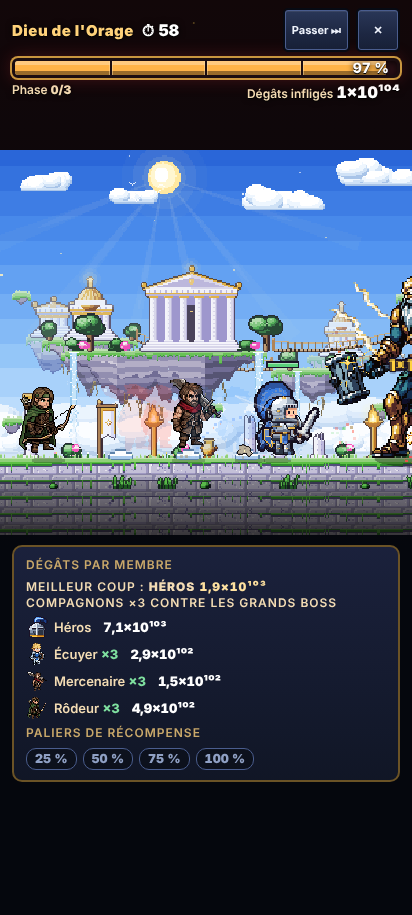 Dieu de l'Orage ⏱ 58
Passer ⏭
×
97 %
Phase 0/3
Dégâts infligés 1×10¹⁰⁴
DÉGÂTS PAR MEMBRE
MEILLEUR COUP : HÉROS 1,9×10¹⁰³
COMPAGNONS ×3 CONTRE LES GRANDS BOSS
Héros 7,1×10¹⁰³
Écuyer ×3 2,9×10¹⁰²
Mercenaire ×3 1,5×10¹⁰²
Rôdeur ×3 4,9×10¹⁰²
PALIERS DE RÉCOMPENSE
25 % 50 % 75 % 100 %